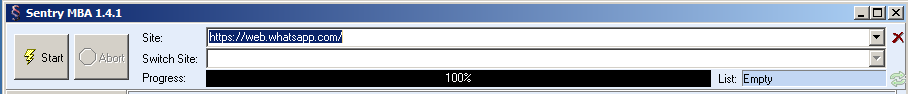 Sentry MBA 1.4.1
Start
Abort
Site: https://web.whatsapp.com/
Switch Site:
Progress: 100% List: Empty